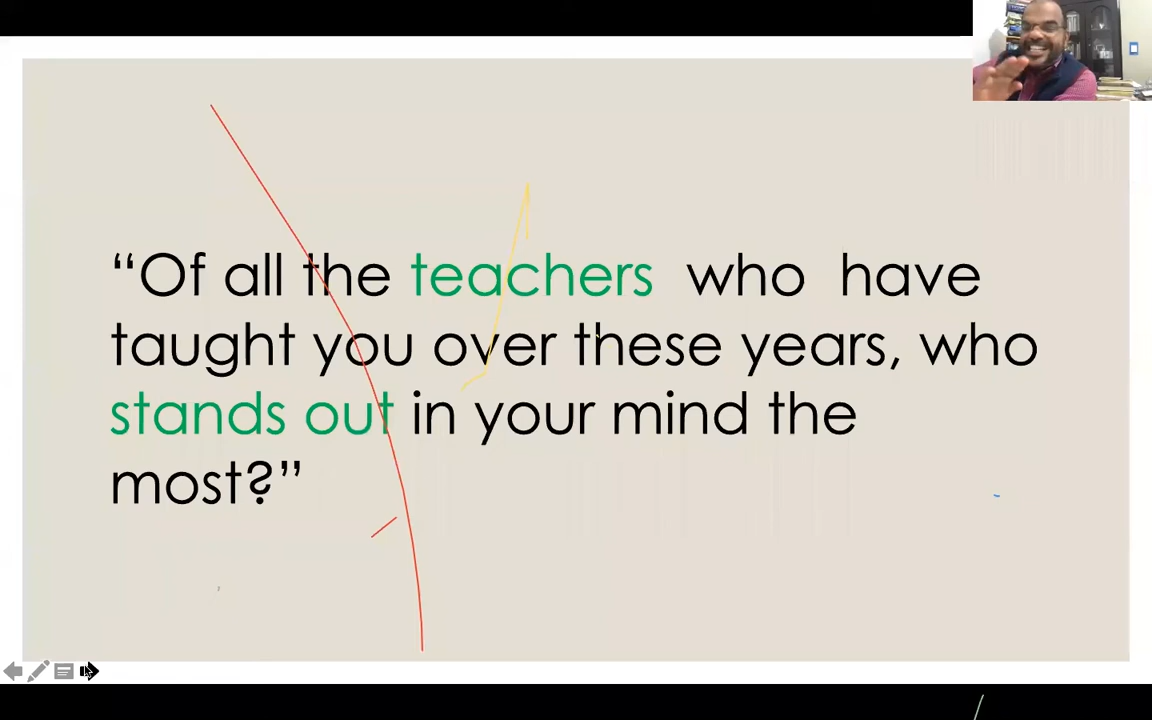 “Of all the teachers who have
taught you over these years, who
stands out in your mind the
most?”